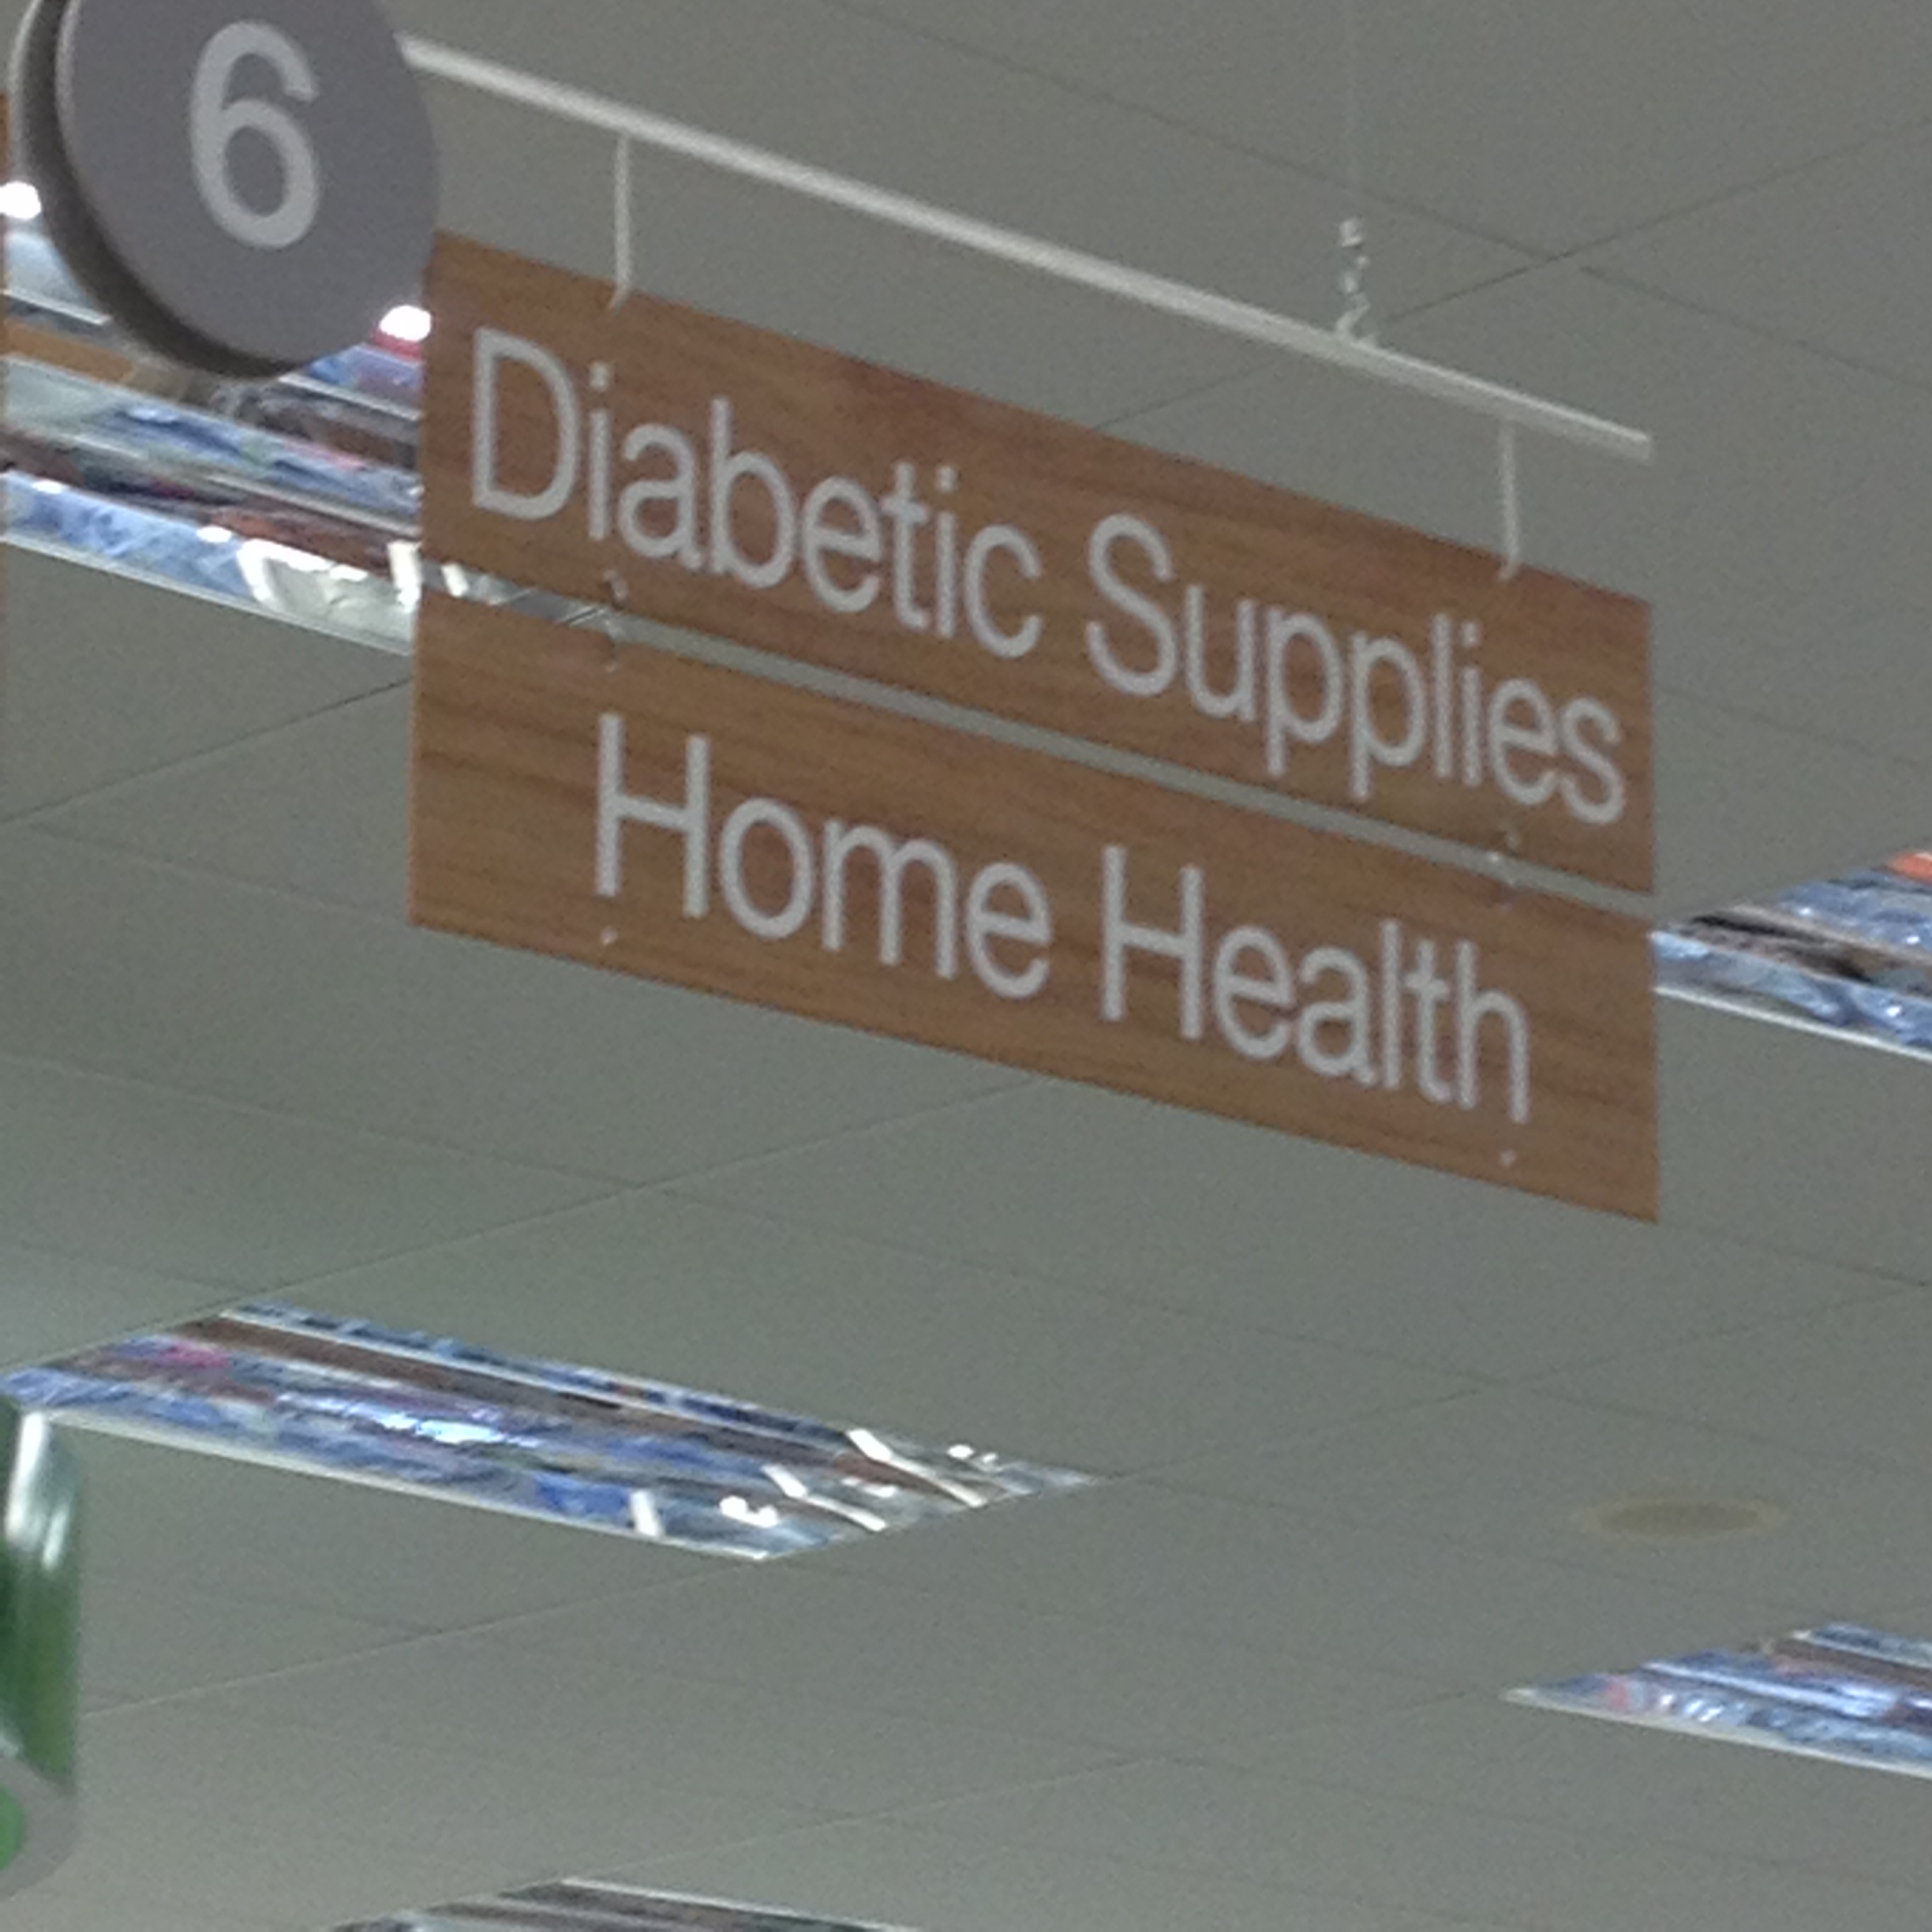 6
Diabetic Supplies
Home Health